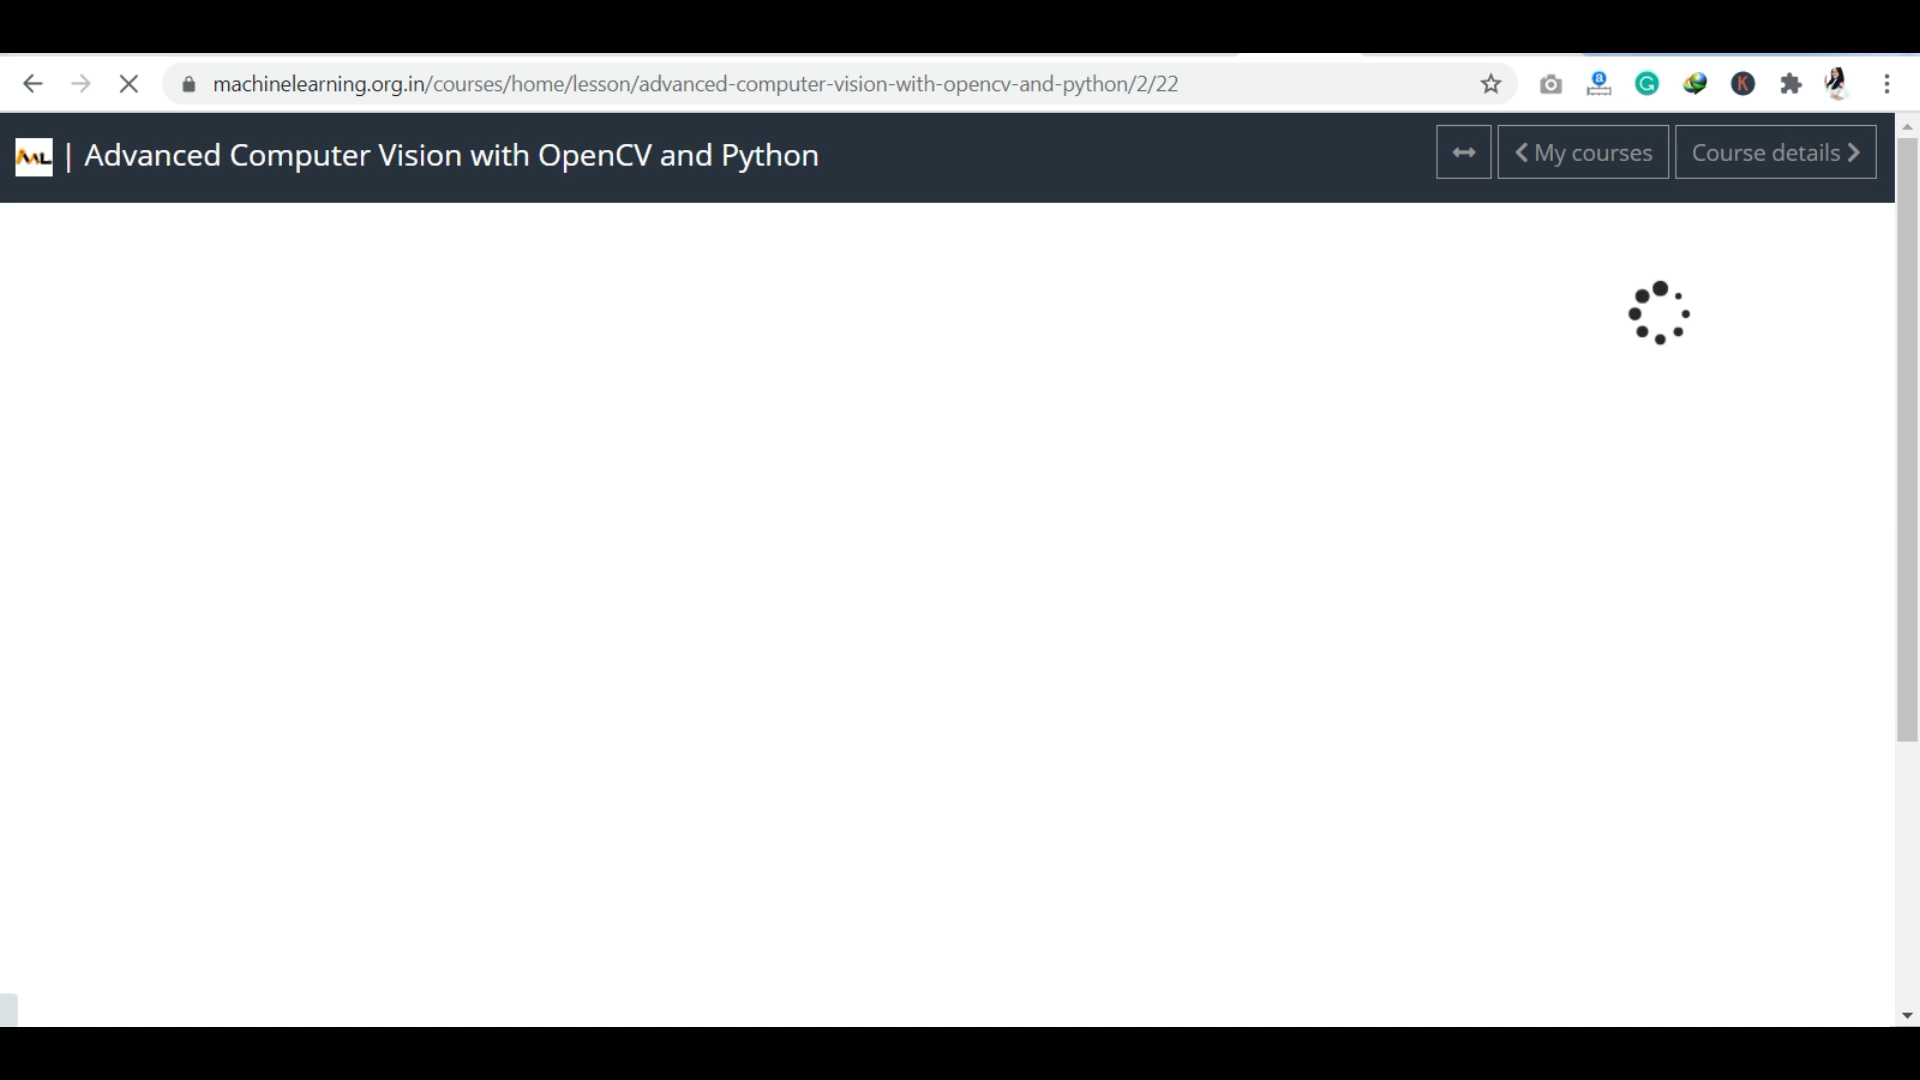 machinelearning.org.in/courses/home/lesson/advanced-computer-vision-with-opencv-and-python/2/22
a
G
K
ML | Advanced Computer Vision with OpenCV and Python
My courses
Course details